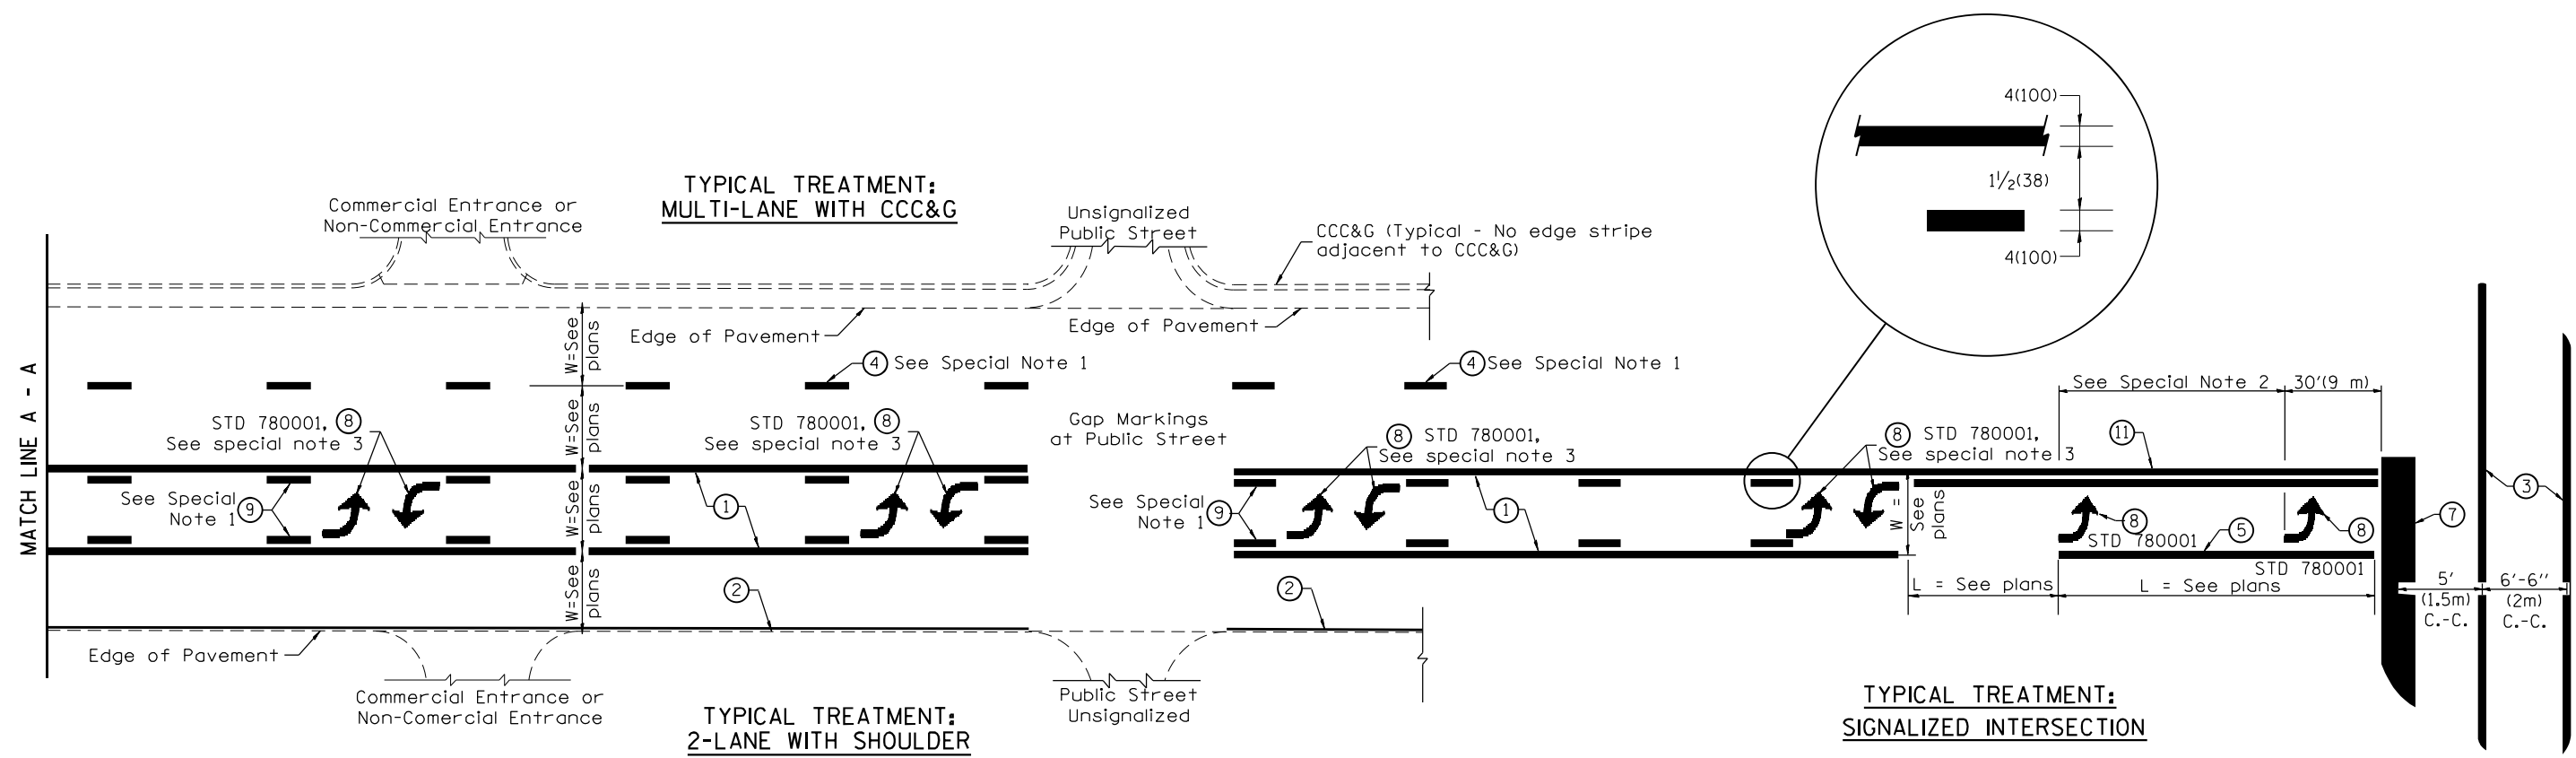 4(100)
1½(38)
4(100)
TYPICAL TREATMENT:
MULTI-LANE WITH CCC&G
Commercial Entrance or
Non-Commercial Entrance
Unsignalized
Public Street
CCC&G (Typical - No edge stripe
adjacent to CCC&G)
MATCH LINE A - A
Edge of Pavement
Edge of Pavement
W=See
plans
W=See
plans
W=See
plans
W=See
plans
4 See Special Note 1
4 See Special Note 1
See Special Note 2
30'(9 m)
STD 780001, 8
See special note 3
STD 780001, 8
See special note 3
Gap Markings
at Public Street
8 STD 780001,
See special note 3
8 STD 780001,
See special note 3
11
See Special
Note 1
9
1
See Special
Note 1
9
1
W =
See
plans
8
STD 780001
5
8
7
3
STD 780001
L = See plans
L = See plans
5'
(1.5m)
C.-C.
6'-6"
(2m)
C.-C.
2
2
Edge of Pavement
Commercial Entrance or
Non-Comercial Entrance
Public Street
Unsignalized
TYPICAL TREATMENT:
2-LANE WITH SHOULDER
TYPICAL TREATMENT:
SIGNALIZED INTERSECTION